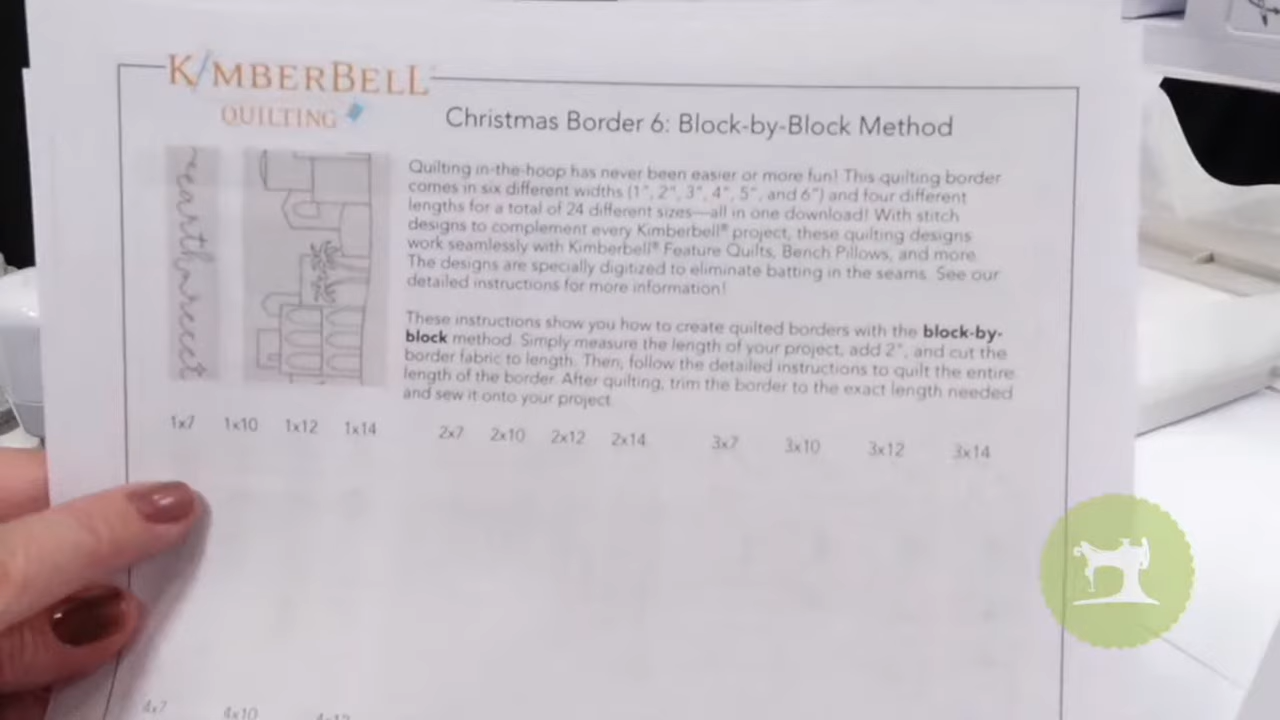 KIMBERBELL
QUILTING
Christmas Border 6: Block-by-Block Method
Quilting in-the-hoop has never been easier or more fun! This quilting border
comes in six different widths (1", 2", 3", 4", 5", and 6") and four different
lengths for a total of 24 different sizes—all in one download! With stitch
designs to complement every Kimberbell® project, these quilting designs
work seamlessly with Kimberbell® Feature Quilts, Bench Pillows, and more.
The designs are specially digitized to eliminate batting in the seams. See our
detailed instructions for more information!
These instructions show you how to create quilted borders with the block-by-
block method. Simply measure the length of your project, add 2", and cut the
border fabric to length. Then, follow the detailed instructions to quilt the entire
length of the border. After quilting, trim the border to the exact length needed
and sew it onto your project.
1x7 1x10 1x12 1x14 2x7 2x10 2x12 2x14 3x7 3x10 3x12 3x14
4x7 4x10 4x12